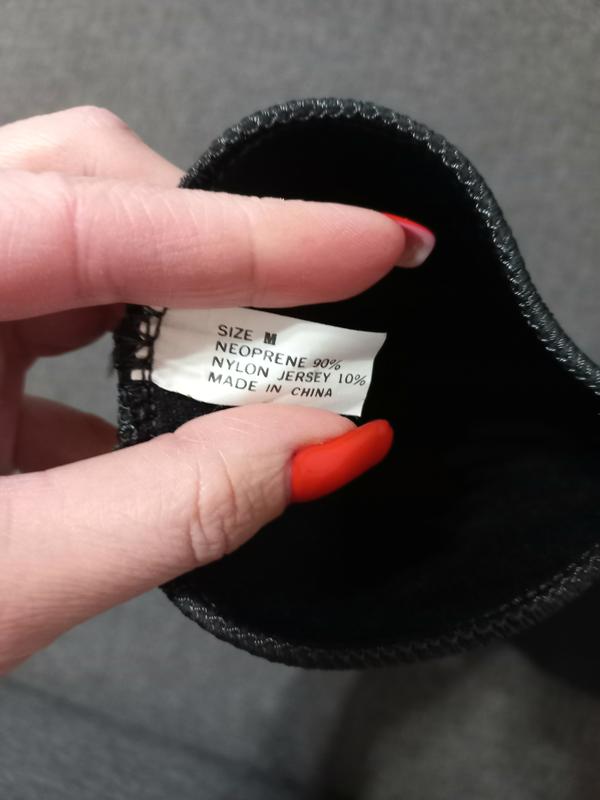 SIZE M
NEOPRENE 90%
NYLON JERSEY 10%
MADE IN CHINA